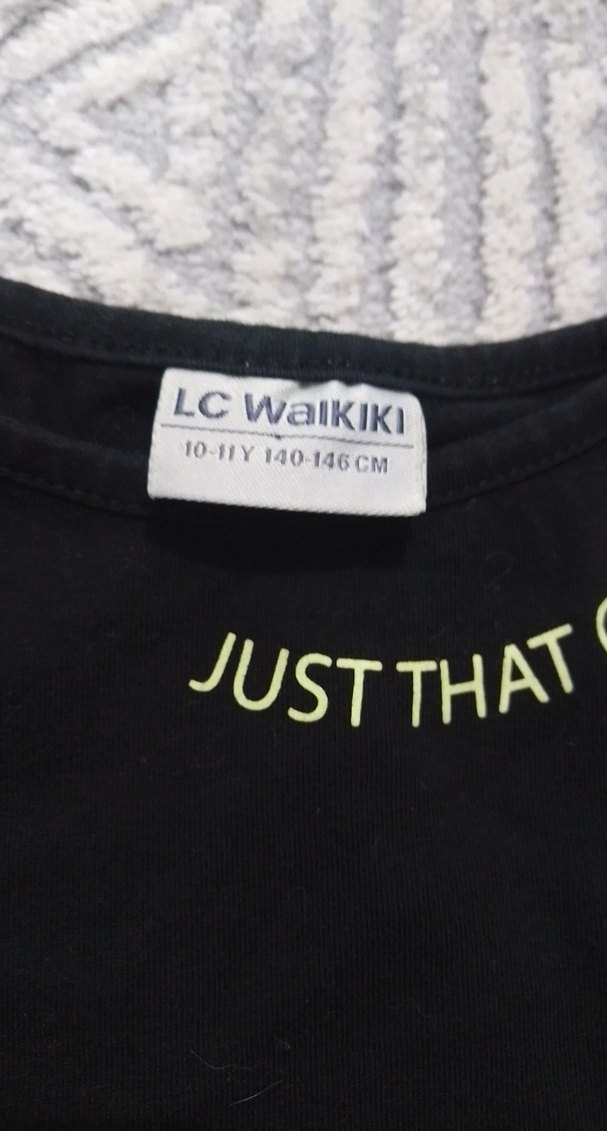 LC WaIKIKI
10-11Y 140-146CM
JUST THAT